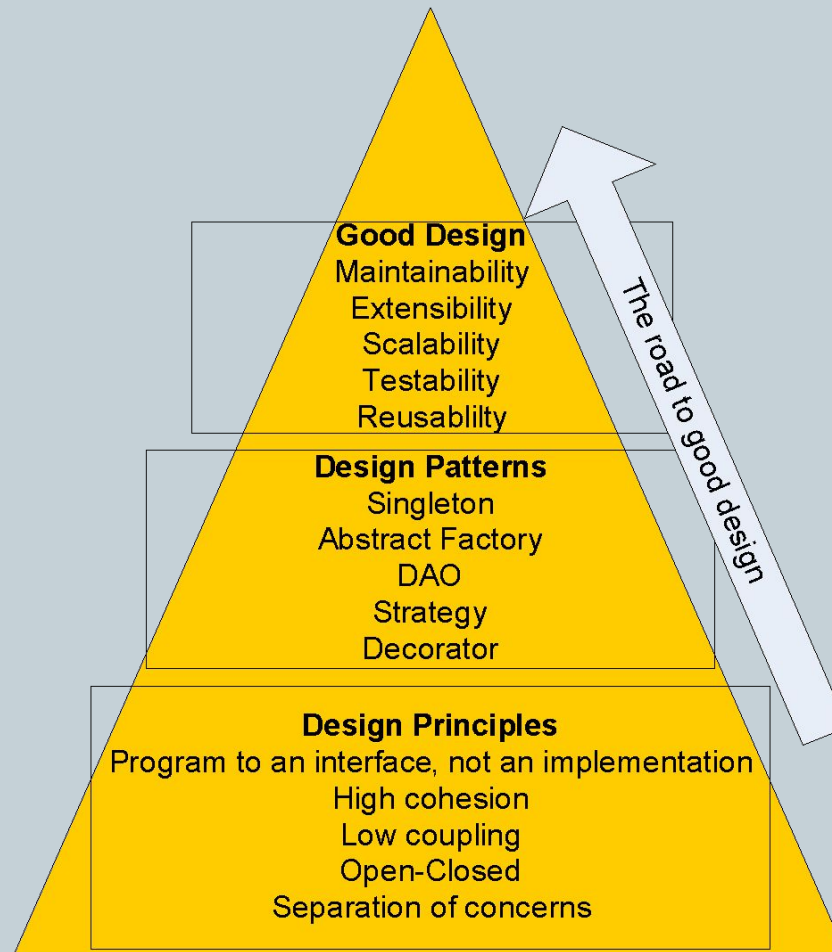 Good Design
Maintainability
Extensibility
Scalability
Testability
Reusablilty
The road to good design
Design Patterns
Singleton
Abstract Factory
DAO
Strategy
Decorator
Design Principles
Program to an interface, not an implementation
High cohesion
Low coupling
Open-Closed
Separation of concerns